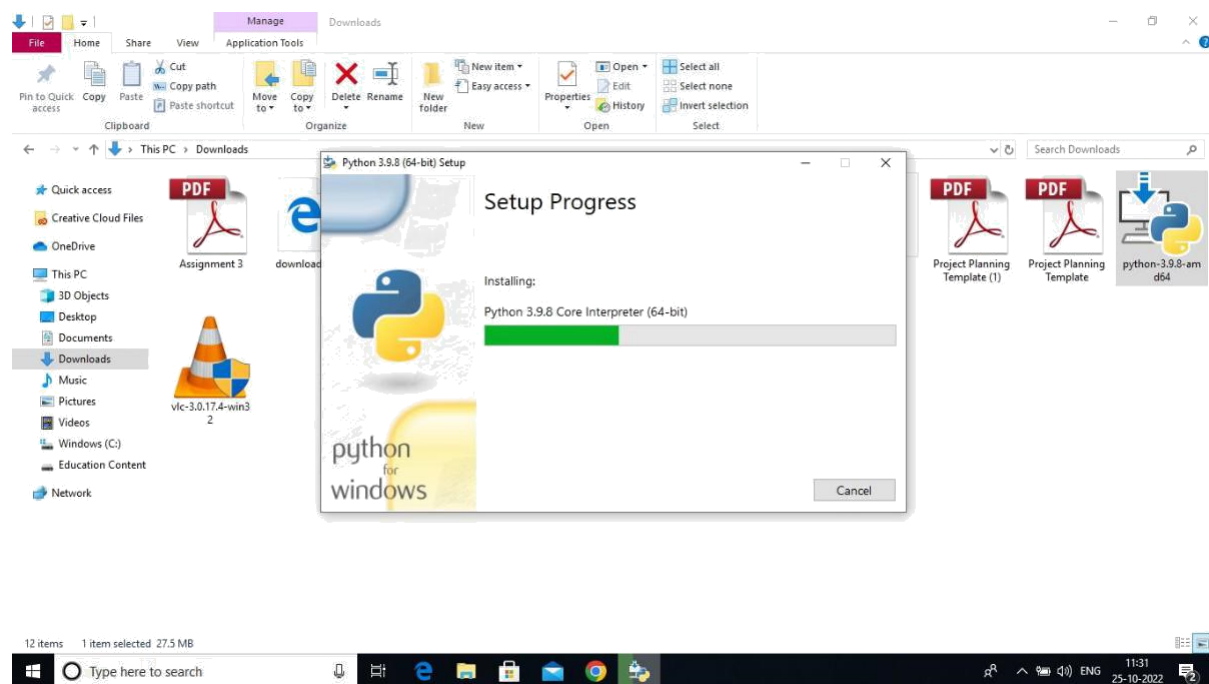 Manage
Downloads
File Home Share View Application Tools
Pin to Quick access
Copy
Paste
Cut
Copy path
Paste shortcut
Clipboard
Move to
Copy to
Delete
Rename
Organize
New folder
New item
Easy access
New
Properties
Open
Edit
History
Open
Select all
Select none
Invert selection
Select
This PC > Downloads
Search Downloads
Quick access
Creative Cloud Files
OneDrive
This PC
3D Objects
Desktop
Documents
Downloads
Music
Pictures
Videos
Windows (C:)
Education Content
Network
PDF
Assignment 3
download
vlc-3.0.17.4-win3
2
Python 3.9.8 (64-bit) Setup
Setup Progress
Installing:
Python 3.9.8 Core Interpreter (64-bit)
python
for
windows
Cancel
PDF
Project Planning
Template (1)
PDF
Project Planning
Template
python-3.9.8-am
d64
12 items 1 item selected 27.5 MB
Type here to search
ENG
11:31
25-10-2022
2